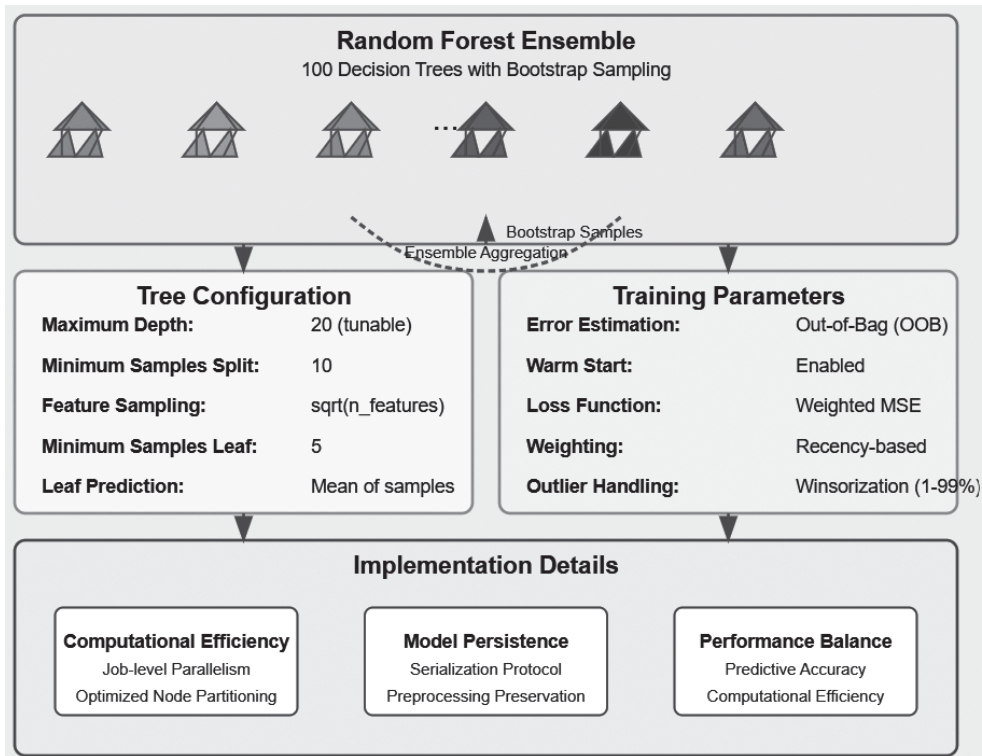 Random Forest Ensemble
100 Decision Trees with Bootstrap Sampling
...
Bootstrap Samples
Ensemble Aggregation
Tree Configuration
Maximum Depth: 20 (tunable)
Minimum Samples Split: 10
Feature Sampling: sqrt(n_features)
Minimum Samples Leaf: 5
Leaf Prediction: Mean of samples
Training Parameters
Error Estimation: Out-of-Bag (OOB)
Warm Start: Enabled
Loss Function: Weighted MSE
Weighting: Recency-based
Outlier Handling: Winsorization (1-99%)
Implementation Details
Computational Efficiency
Job-level Parallelism
Optimized Node Partitioning
Model Persistence
Serialization Protocol
Preprocessing Preservation
Performance Balance
Predictive Accuracy
Computational Efficiency